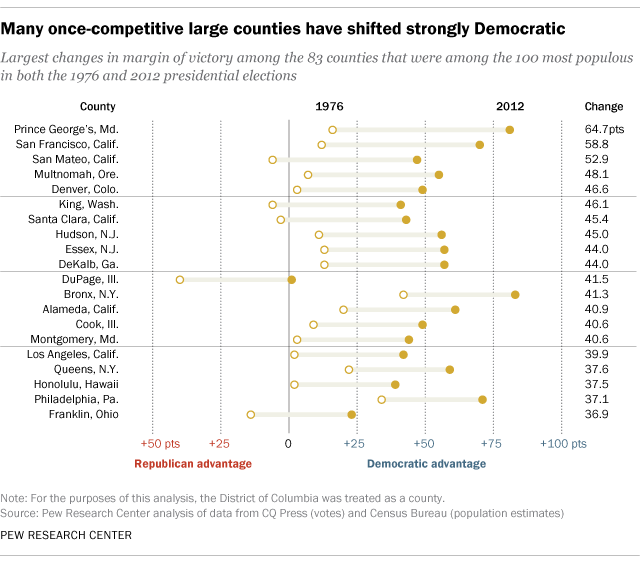 Many once-competitive large counties have shifted strongly Democratic
Largest changes in margin of victory among the 83 counties that were among the 100 most populous
in both the 1976 and 2012 presidential elections
County 1976 2012 Change
Prince George's, Md. 64.7pts
San Francisco, Calif. 58.8
San Mateo, Calif. 52.9
Multnomah, Ore. 48.1
Denver, Colo. 46.6
King, Wash. 46.1
Santa Clara, Calif. 45.4
Hudson, N.J. 45.0
Essex, N.J. 44.0
DeKalb, Ga. 44.0
DuPage, Ill. 41.5
Bronx, N.Y. 41.3
Alameda, Calif. 40.9
Cook, Ill. 40.6
Montgomery, Md. 40.6
Los Angeles, Calif. 39.9
Queens, N.Y. 37.6
Honolulu, Hawaii 37.5
Philadelphia, Pa. 37.1
Franklin, Ohio 36.9
+50 pts +25 0 +25 +50 +75 +100 pts
Republican advantage Democratic advantage
Note: For the purposes of this analysis, the District of Columbia was treated as a county.
Source: Pew Research Center analysis of data from CQ Press (votes) and Census Bureau (population estimates)
PEW RESEARCH CENTER